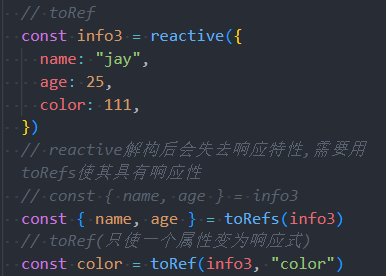 // toRef
const info3 = reactive({
name: "jay",
age: 25,
color: 111,
})
// reactive解构后会失去响应特性,需要用
toRefs使其具有响应性
// const { name, age } = info3
const { name, age } = toRefs(info3)
// toRef(只使一个属性变为响应式)
const color = toRef(info3, "color")